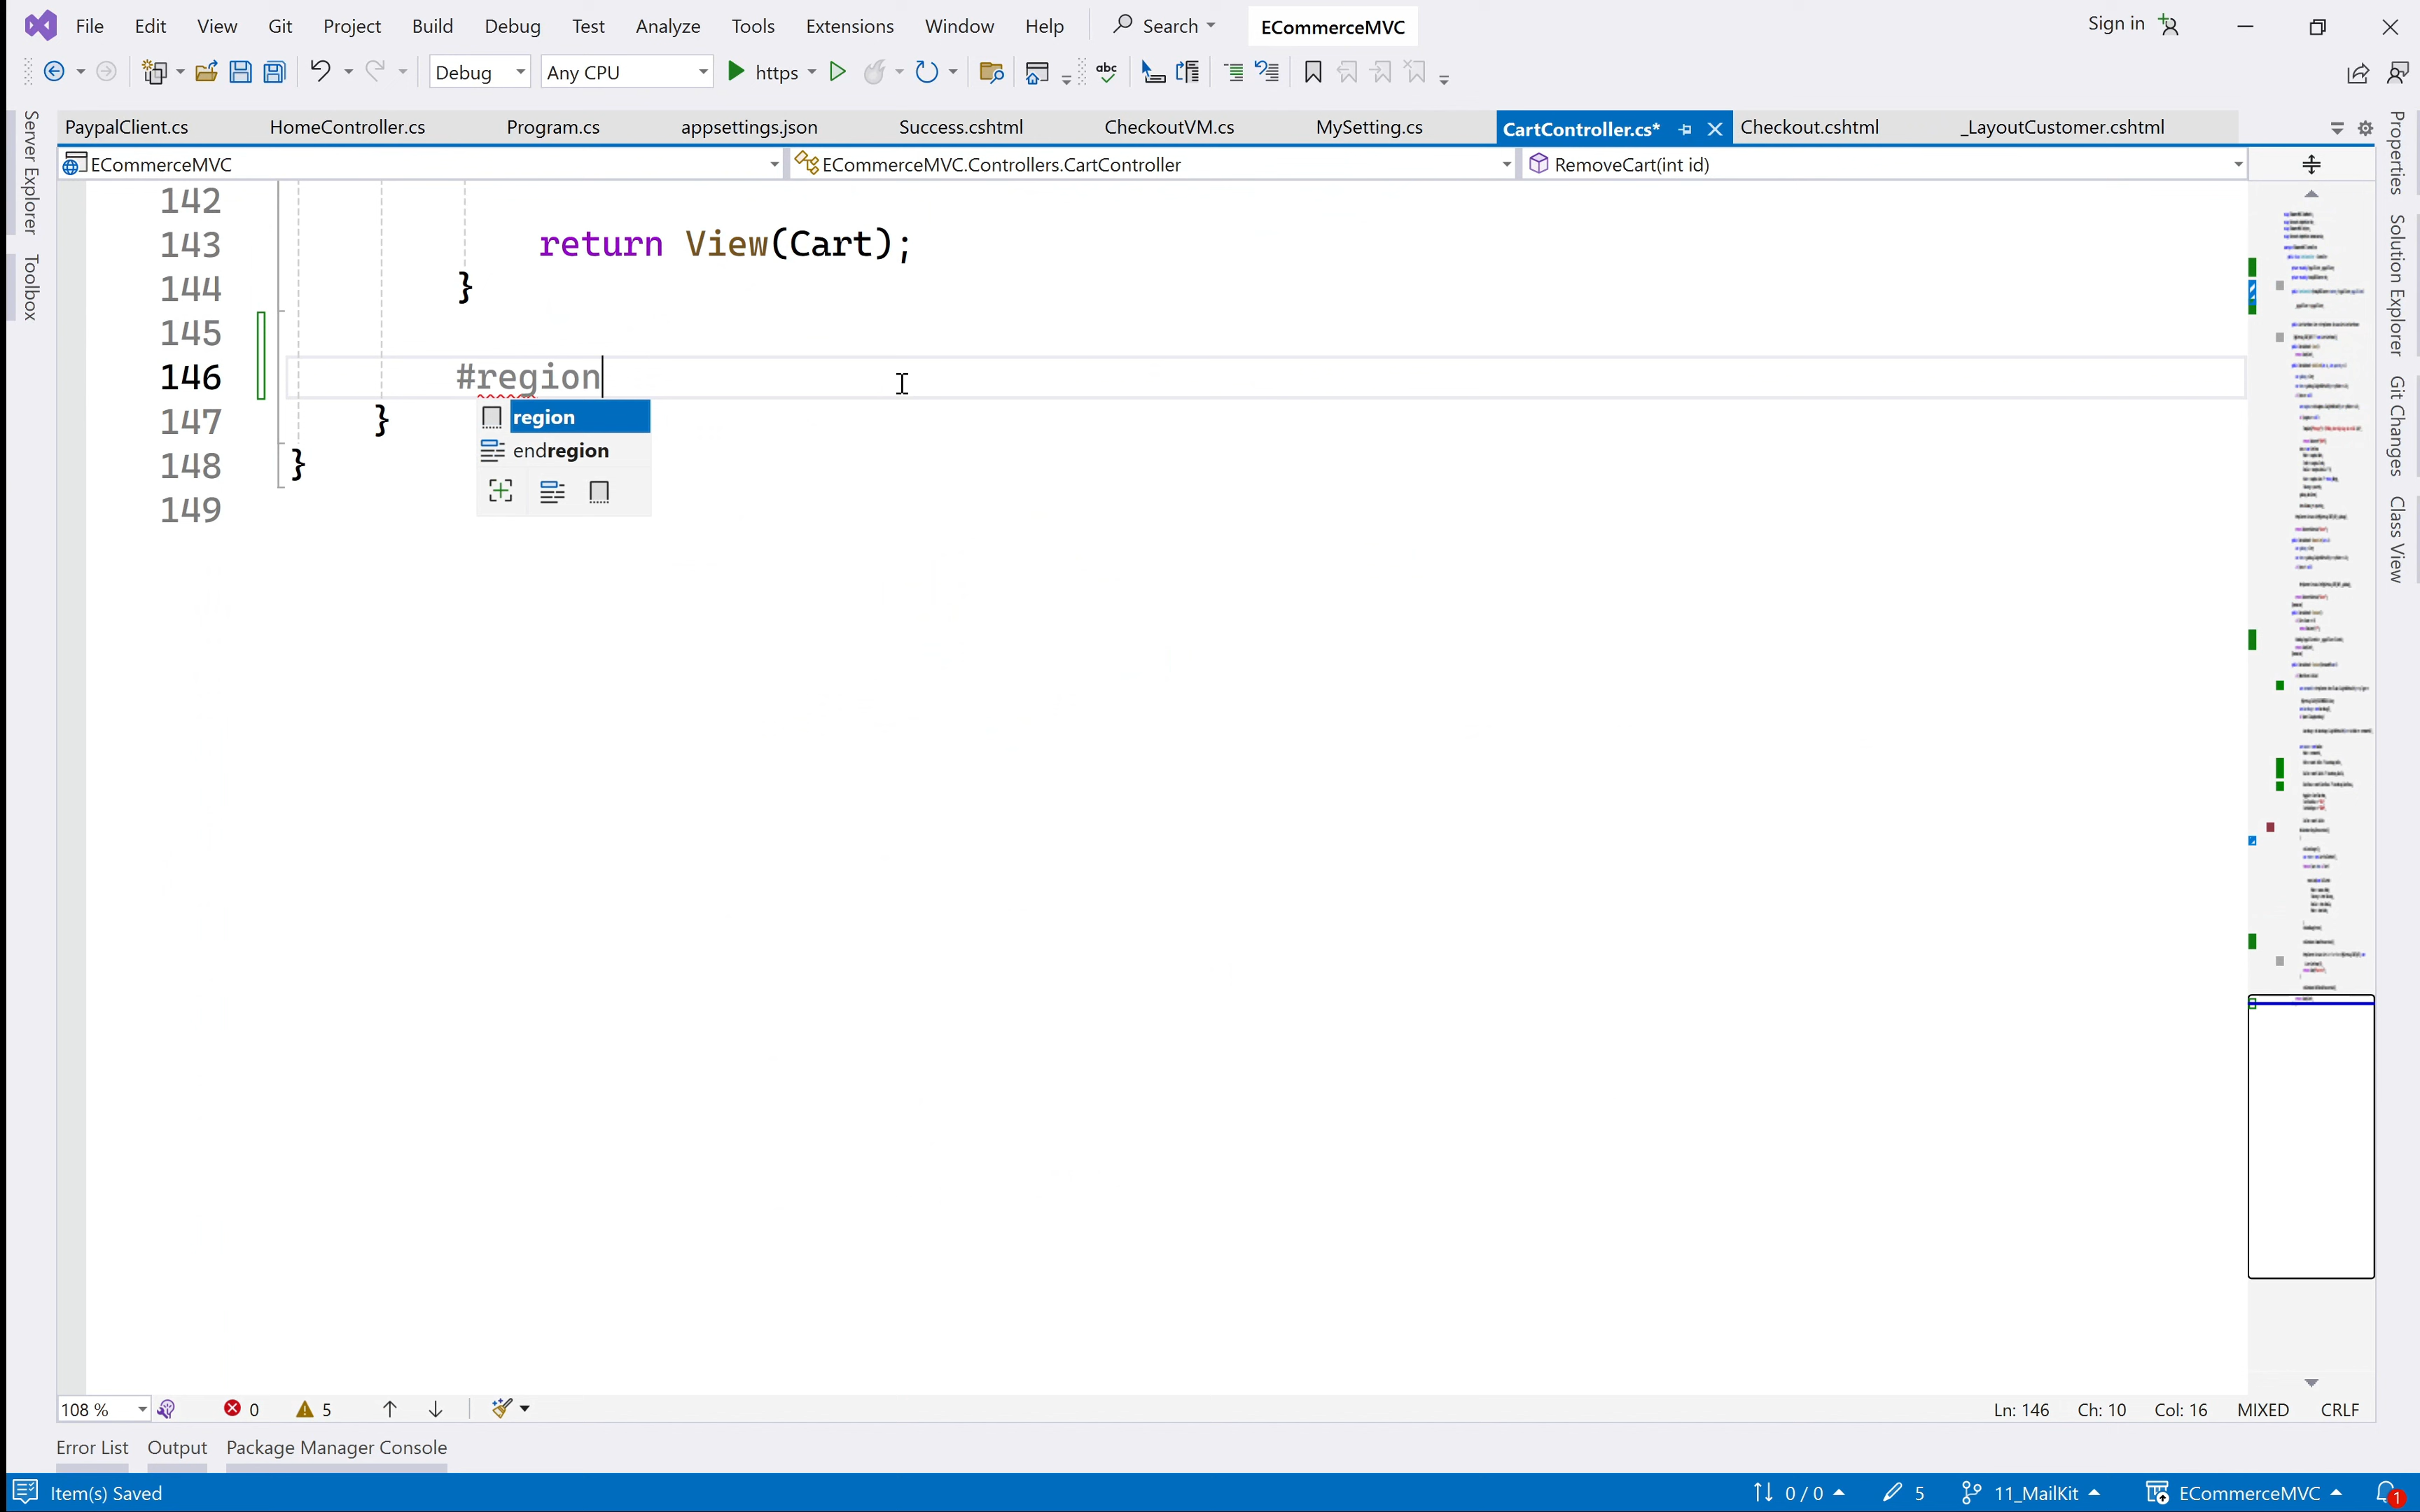 File Edit View Git Project Build Debug Test Analyze Tools Extensions Window Help Search ECommerceMVC Sign in
Debug Any CPU https abc
PaypalClient.cs HomeController.cs Program.cs appsettings.json Success.cshtml CheckoutVM.cs MySetting.cs CartController.cs* Checkout.cshtml _LayoutCustomer.cshtml
ECommerceMVC ECommerceMVC.Controllers.CartController RemoveCart(int id)
Server Explorer
Toolbox
142
143 return View(Cart);
144 }
145
146 #region
147 }
148 }
149
region
endregion
Properties
Solution Explorer
Git Changes
Class View
108 % 0 5 Ln: 146 Ch: 10 Col: 16 MIXED CRLF
Error List Output Package Manager Console
Item(s) Saved 0 / 0 5 11_MailKit ECommerceMVC 1